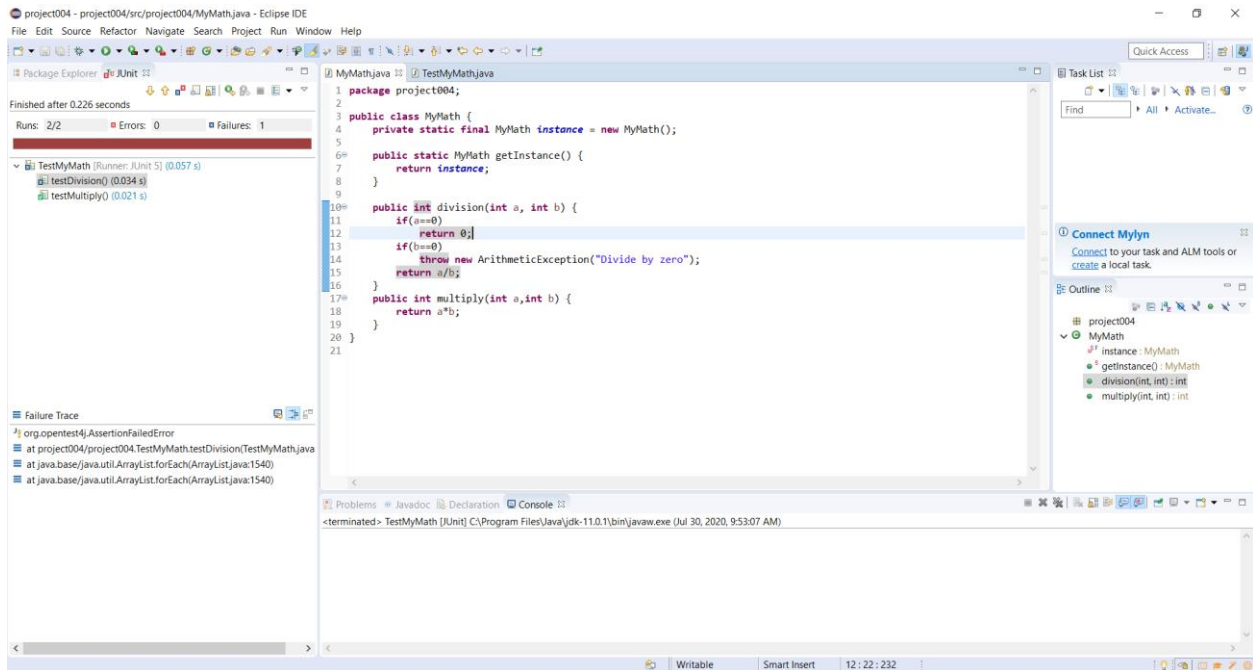 project004 - project004/src/project004/MyMath.java - Eclipse IDE
File Edit Source Refactor Navigate Search Project Run Window Help
Quick Access
Package Explorer JUnit
Finished after 0.226 seconds
Runs: 2/2 Errors: 0 Failures: 1
TestMyMath [Runner: JUnit 5] (0.057 s)
testDivision() (0.034 s)
testMultiply() (0.021 s)
Failure Trace
org.opentest4j.AssertionFailedError
at project004/project004.TestMyMath.testDivision(TestMyMath.java
at java.base/java.util.ArrayList.forEach(ArrayList.java:1540)
at java.base/java.util.ArrayList.forEach(ArrayList.java:1540)
MyMath.java TestMyMath.java
1 package project004;
2
3 public class MyMath {
4 private static final MyMath instance = new MyMath();
5
6 public static MyMath getInstance() {
7 return instance;
8 }
9
10 public int division(int a, int b) {
11 if(a==0)
12 return 0;
13 if(b==0)
14 throw new ArithmeticException("Divide by zero");
15 return a/b;
16 }
17 public int multiply(int a,int b) {
18 return a*b;
19 }
20 }
21
Problems Javadoc Declaration Console
<terminated> TestMyMath [JUnit] C:\Program Files\Java\jdk-11.0.1\bin\javaw.exe (Jul 30, 2020, 9:53:07 AM)
Task List
Find All Activate...
Connect Mylyn
Connect to your task and ALM tools or
create a local task.
Outline
project004
MyMath
instance : MyMath
getInstance() : MyMath
division(int, int) : int
multiply(int, int) : int
Writable Smart Insert 12 : 22 : 232